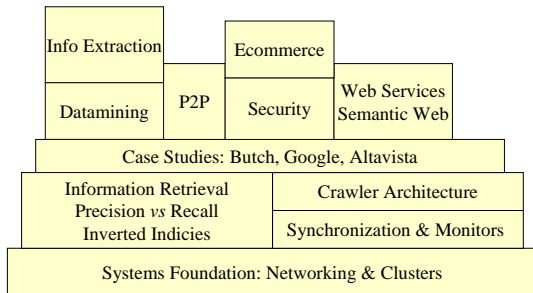 Info Extraction
Datamining
P2P
Ecommerce
Security
Web Services
Semantic Web
Case Studies: Butch, Google, Altavista
Information Retrieval
Precision vs Recall
Inverted Indicies
Crawler Architecture
Synchronization & Monitors
Systems Foundation: Networking & Clusters